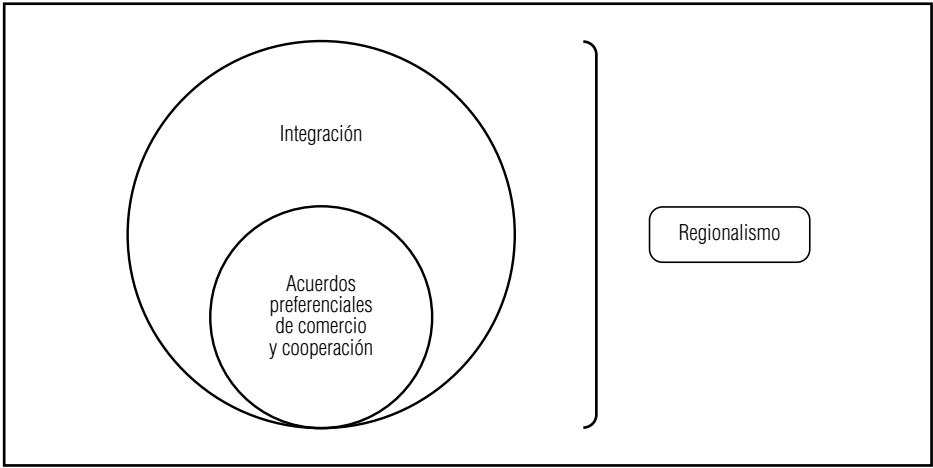 Integración
Acuerdos
preferenciales
de comercio
y cooperación
Regionalismo